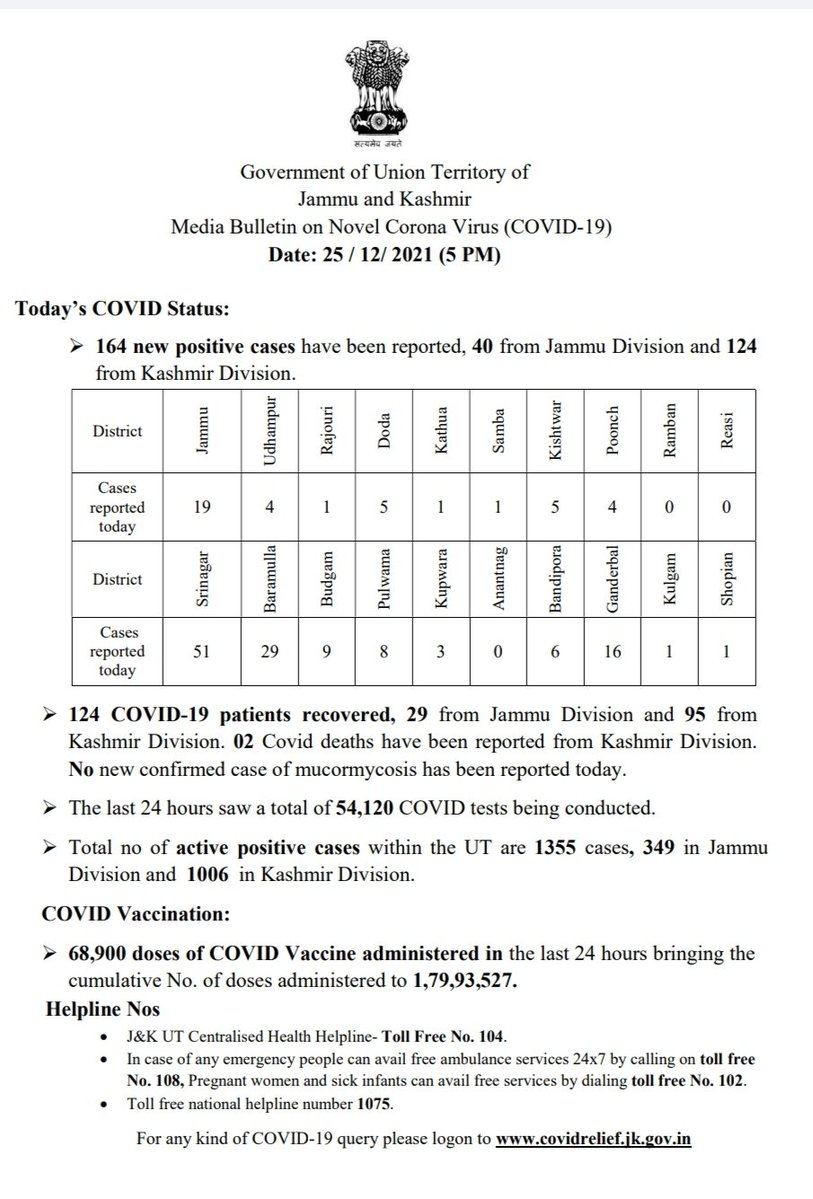 सत्यमेव जयते
Government of Union Territory of
Jammu and Kashmir
Media Bulletin on Novel Corona Virus (COVID-19)
Date: 25 / 12/ 2021 (5 PM)
Today’s COVID Status:
➢ 164 new positive cases have been reported, 40 from Jammu Division and 124
from Kashmir Division.
District Jammu Udhampur Rajouri Doda Kathua Samba Kishtwar Poonch Ramban Reasi
Cases
reported
today
19 4 1 5 1 1 5 4 0 0
District Srinagar Baramulla Budgam Pulwama Kupwara Anantnag Bandipora Ganderbal Kulgam Shopian
Cases
reported
today
51 29 9 8 3 0 6 16 1 1
➢ 124 COVID-19 patients recovered, 29 from Jammu Division and 95 from
Kashmir Division. 02 Covid deaths have been reported from Kashmir Division.
No new confirmed case of mucormycosis has been reported today.
➢ The last 24 hours saw a total of 54,120 COVID tests being conducted.
➢ Total no of active positive cases within the UT are 1355 cases, 349 in Jammu
Division and 1006 in Kashmir Division.
COVID Vaccination:
➢ 68,900 doses of COVID Vaccine administered in the last 24 hours bringing the
cumulative No. of doses administered to 1,79,93,527.
Helpline Nos
• J&K UT Centralised Health Helpline- Toll Free No. 104.
• In case of any emergency people can avail free ambulance services 24x7 by calling on toll free
No. 108, Pregnant women and sick infants can avail free services by dialing toll free No. 102.
• Toll free national helpline number 1075.
For any kind of COVID-19 query please logon to www.covidrelief.jk.gov.in